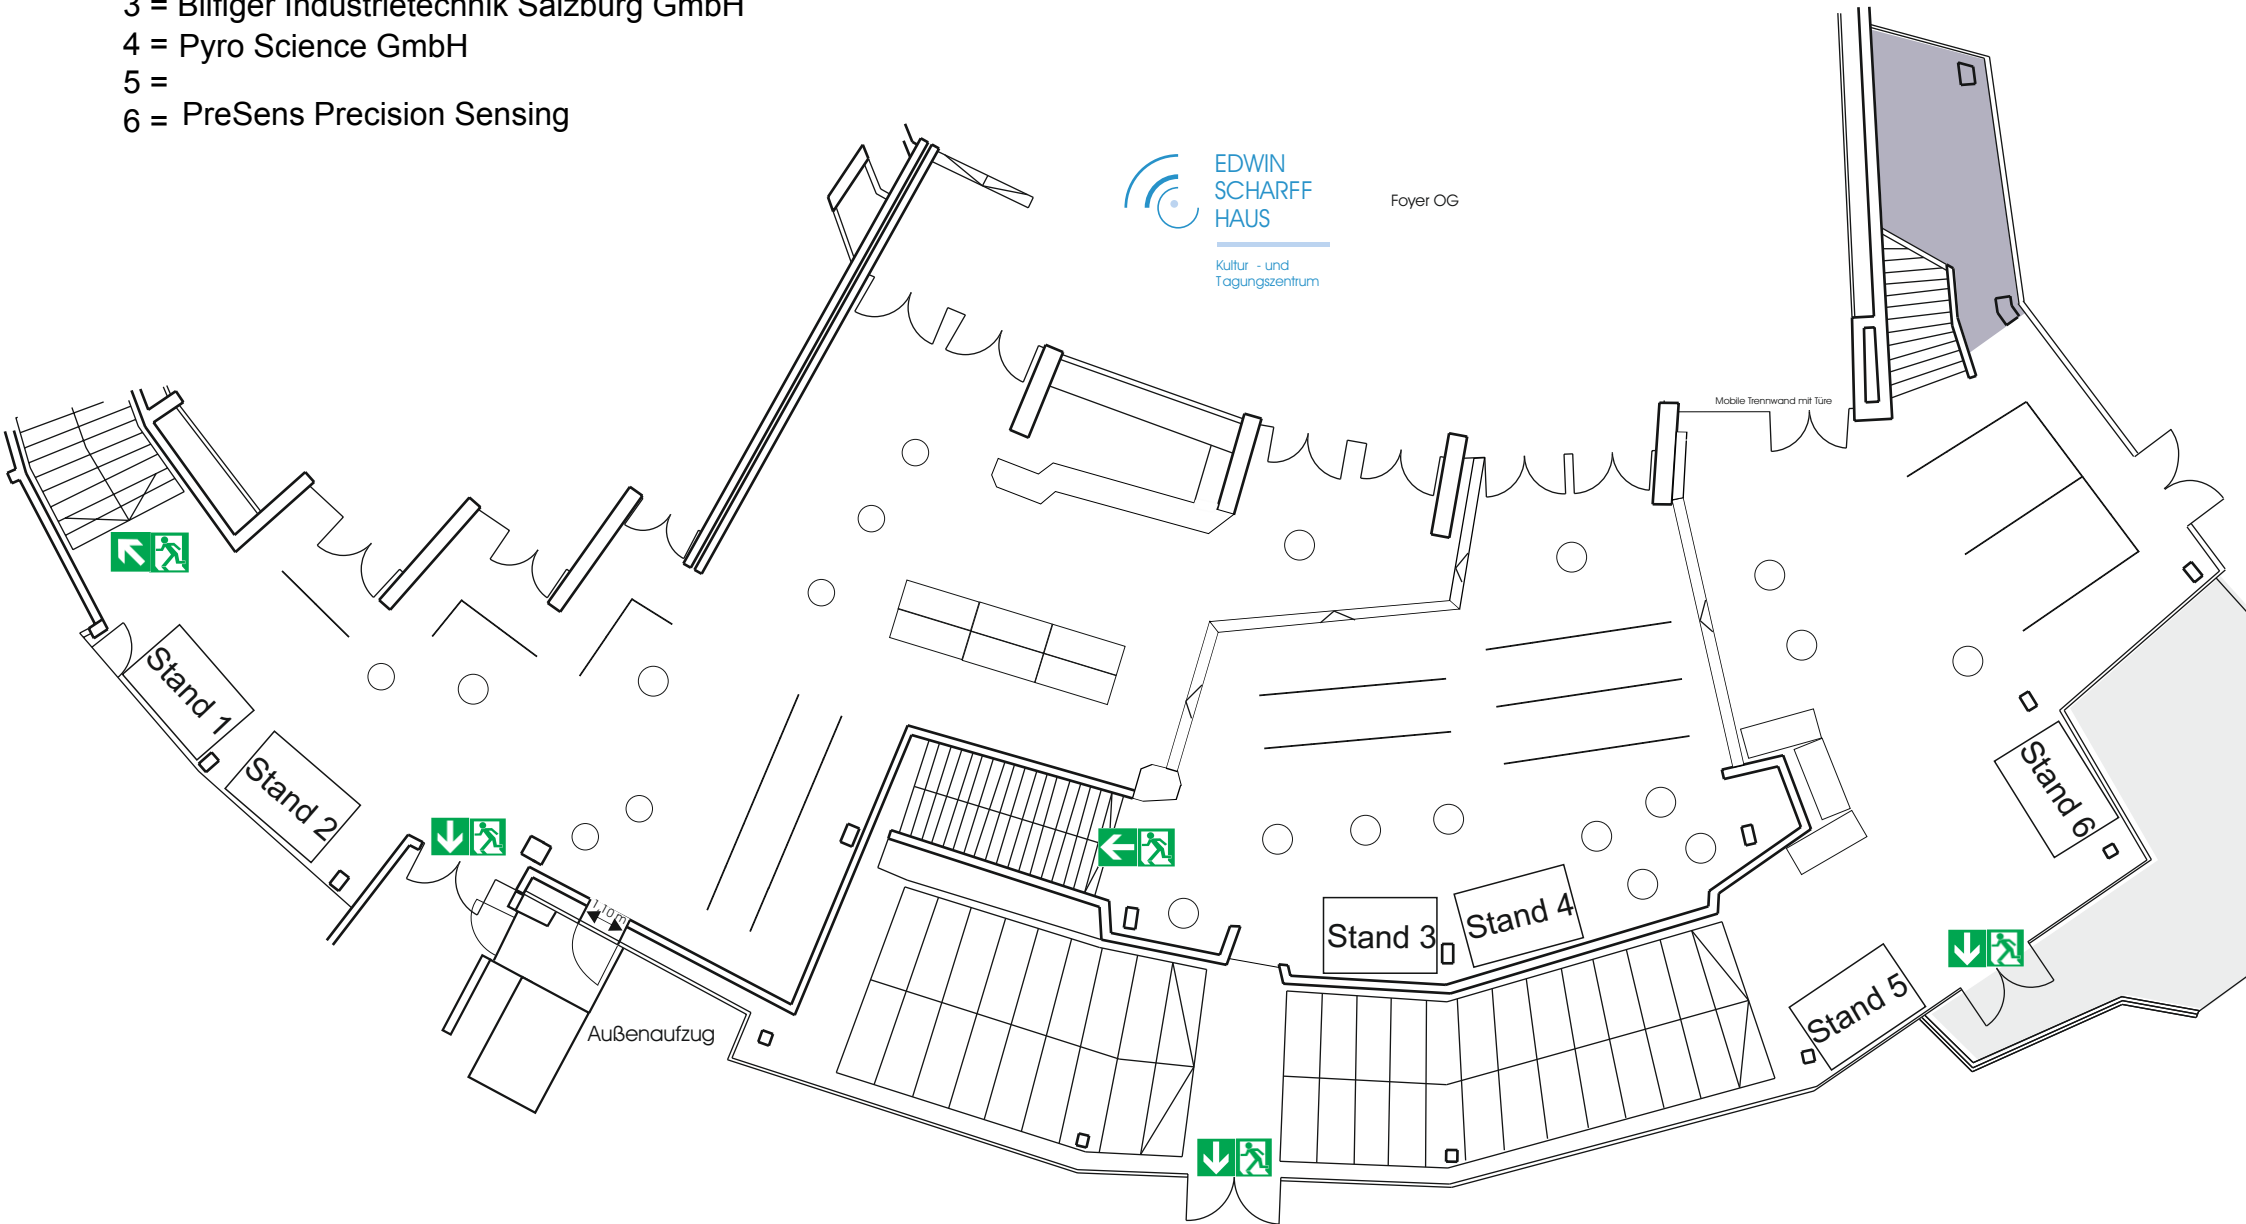 3 = Bilfiger Industrietechnik Salzburg GmbH
4 = Pyro Science GmbH
5 =
6 = PreSens Precision Sensing
EDWIN
SCHARFF
HAUS
Kultur - und
Tagungszentrum
Foyer OG
Mobile Trennwand mit Türe
Stand 1
Stand 2
Stand 3
Stand 4
Stand 5
Stand 6
1,10 m
Außenaufzug